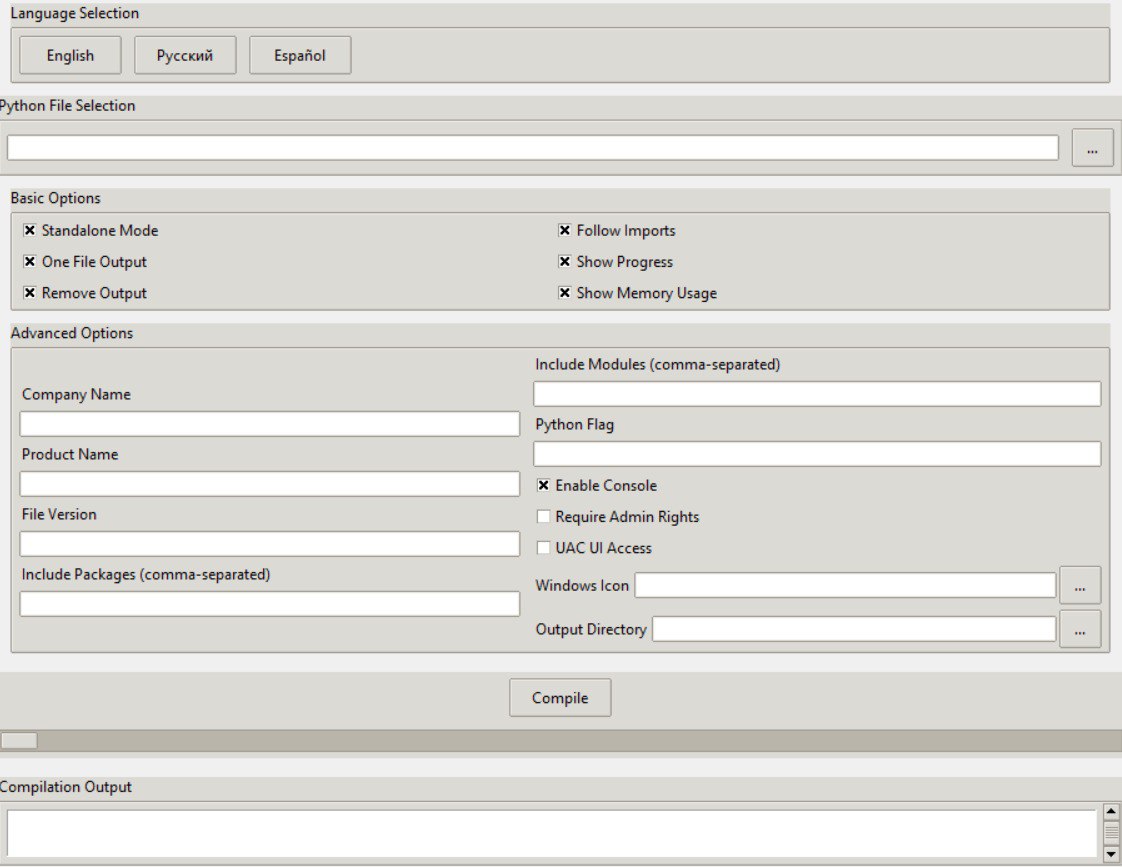 Language Selection
English Русский Español
Python File Selection
...
Basic Options
Standalone Mode
One File Output
Remove Output
Follow Imports
Show Progress
Show Memory Usage
Advanced Options
Company Name
Product Name
File Version
Include Packages (comma-separated)
Include Modules (comma-separated)
Python Flag
Enable Console
Require Admin Rights
UAC UI Access
Windows Icon ...
Output Directory ...
Compile
Compilation Output